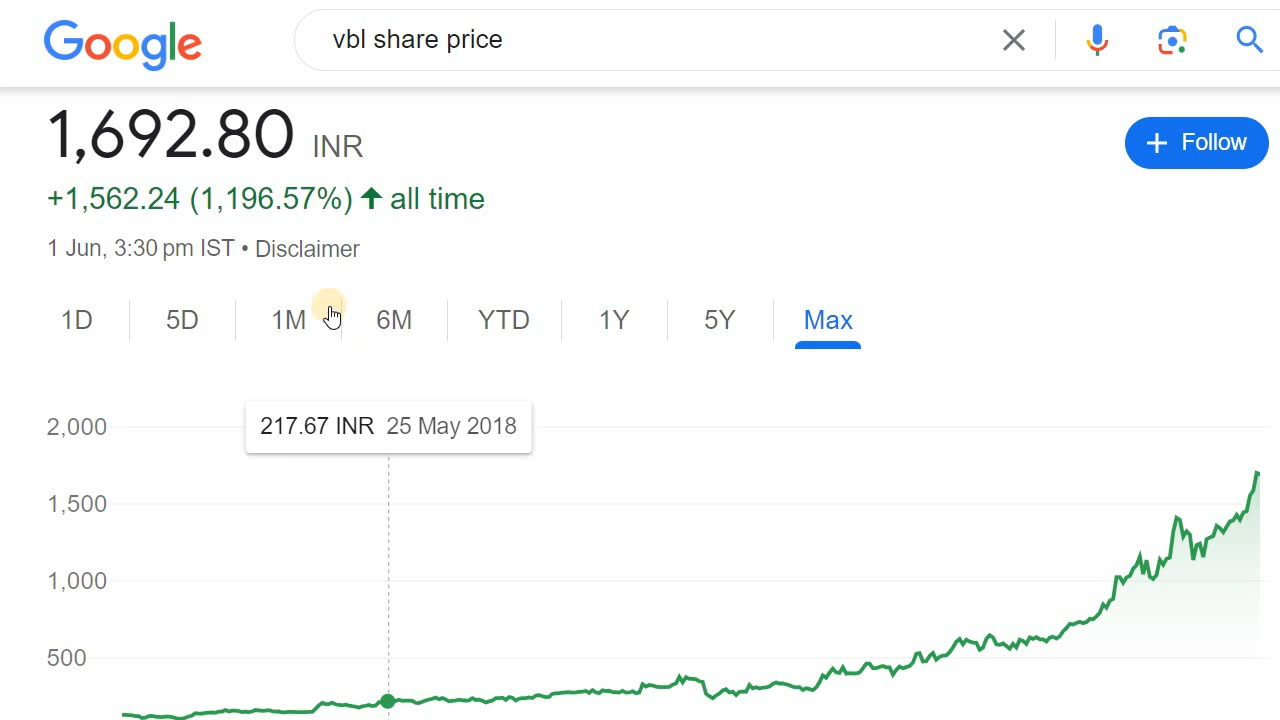 Google
vbl share price
1,692.80 INR
+ Follow
+1,562.24 (1,196.57%) ↑ all time
1 Jun, 3:30 pm IST • Disclaimer
1D 5D 1M 6M YTD 1Y 5Y Max
217.67 INR 25 May 2018
2,000
1,500
1,000
500